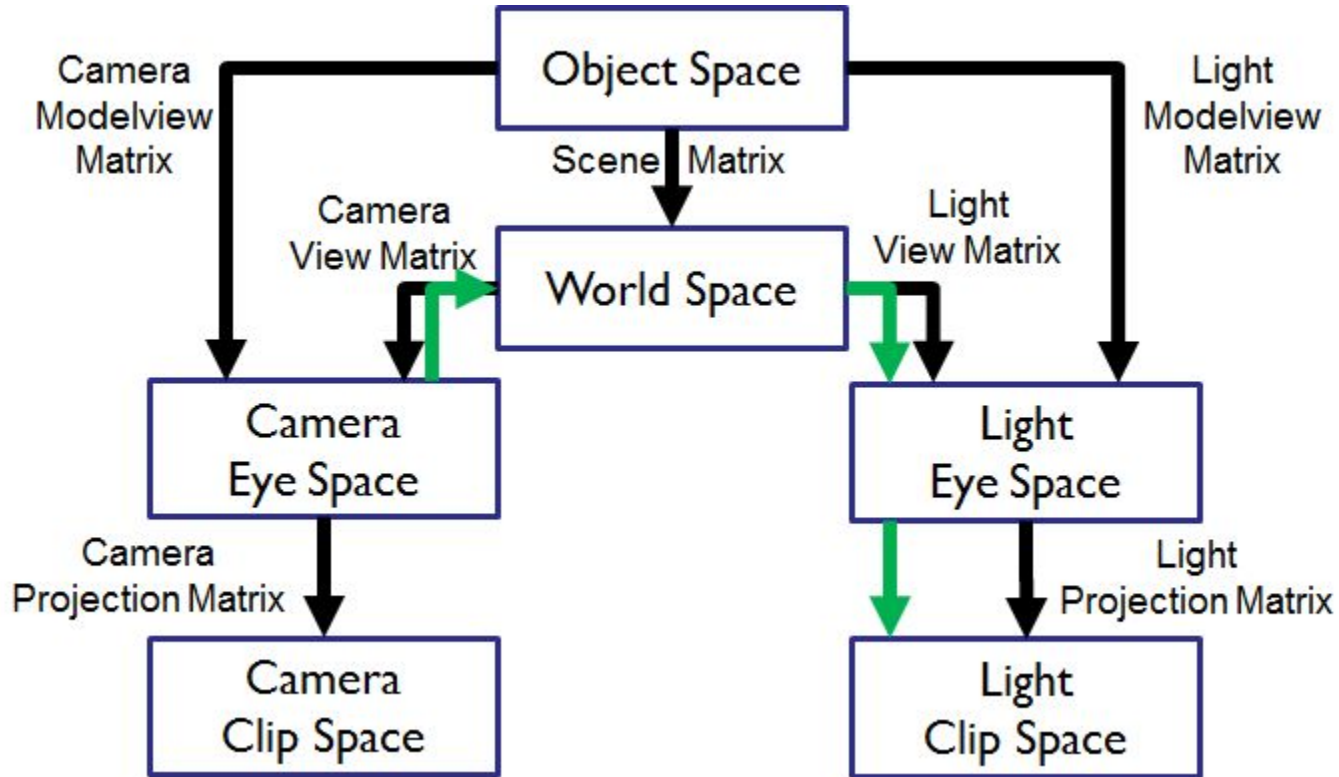 Object Space
Camera
Modelview
Matrix
Light
Modelview
Matrix
Scene Matrix
Camera
View Matrix
Light
View Matrix
World Space
Camera
Eye Space
Light
Eye Space
Camera
Projection Matrix
Light
Projection Matrix
Camera
Clip Space
Light
Clip Space